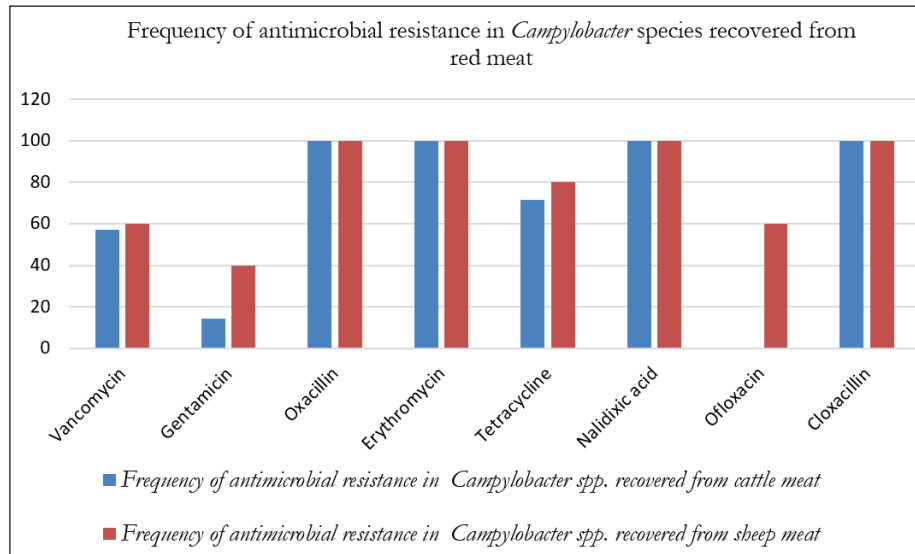 Frequency of antimicrobial resistance in Campylobacter species recovered from
red meat
120
100
80
60
40
20
0
Vancomycin
Gentamicin
Oxacillin
Erythromycin
Tetracycline
Nalidixic acid
Ofloxacin
Cloxacillin
Frequency of antimicrobial resistance in Campylobacter spp. recovered from cattle meat
Frequency of antimicrobial resistance in Campylobacter spp. recovered from sheep meat